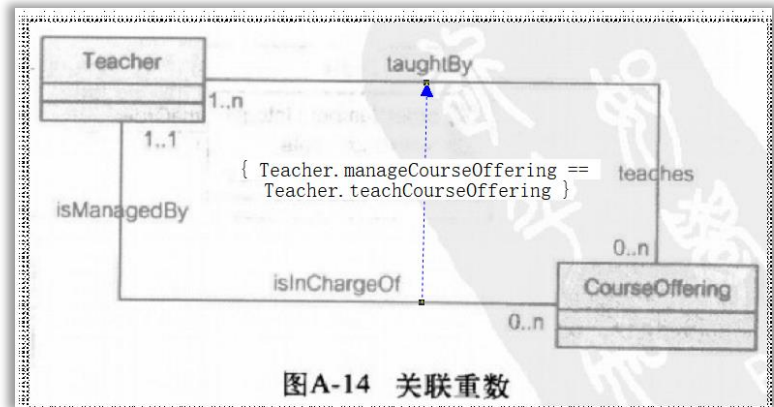 Teacher
taughtBy
1..n
1..1
{ Teacher.manageCourseOffering ==
Teacher.teachCourseOffering }
teaches
isManagedBy
0..n
isInChargeOf
CourseOffering
0..n
图A-14 关联重数